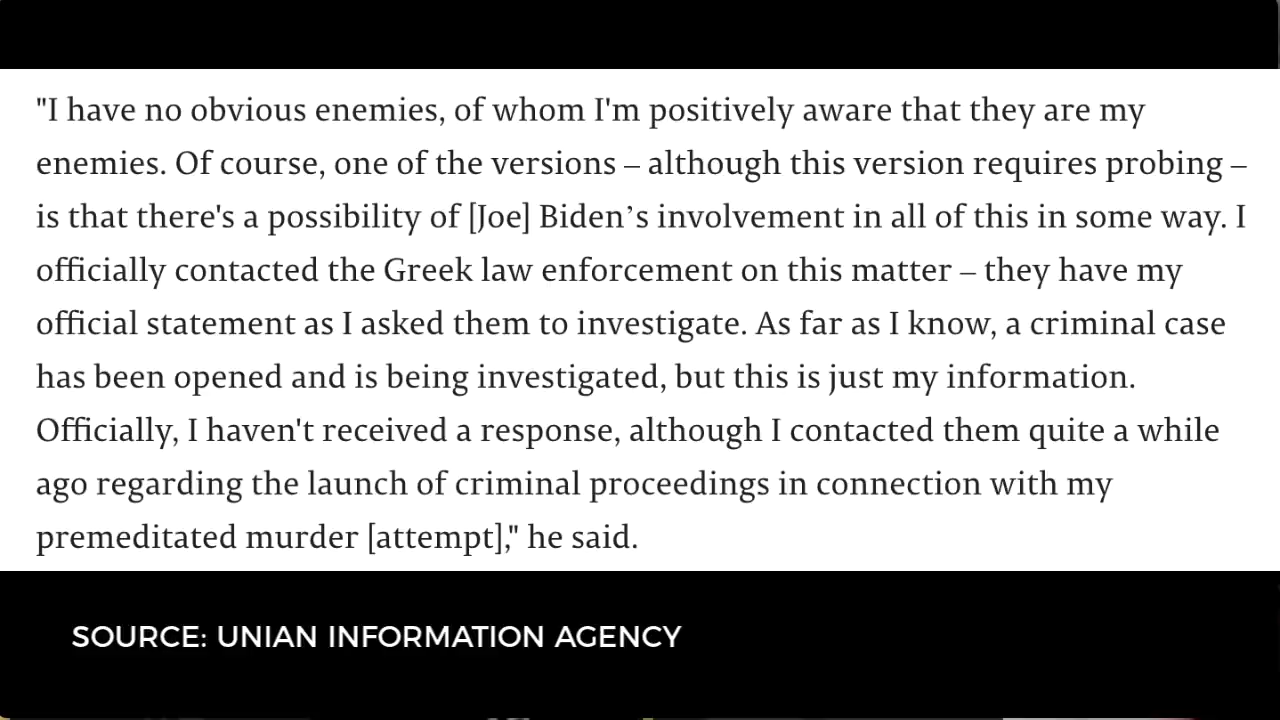 "I have no obvious enemies, of whom I'm positively aware that they are my
enemies. Of course, one of the versions – although this version requires probing –
is that there's a possibility of [Joe] Biden’s involvement in all of this in some way. I
officially contacted the Greek law enforcement on this matter – they have my
official statement as I asked them to investigate. As far as I know, a criminal case
has been opened and is being investigated, but this is just my information.
Officially, I haven't received a response, although I contacted them quite a while
ago regarding the launch of criminal proceedings in connection with my
premeditated murder [attempt]," he said.
SOURCE: UNIAN INFORMATION AGENCY